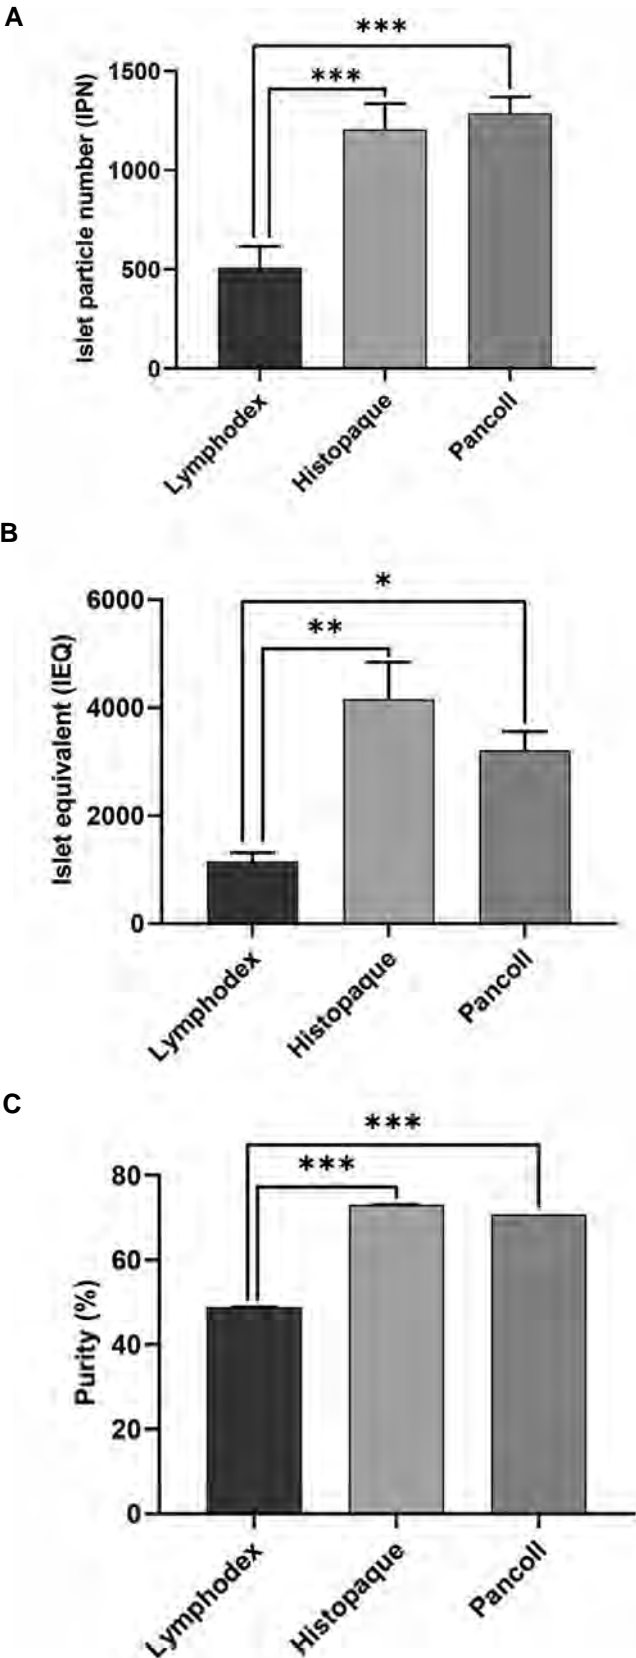 A
***
***
Islet particle number (IPN)
1500
1000
500
0
Lymphodex
Histopaque
Pancoll
B
*
**
Islet equivalent (IEQ)
6000
4000
2000
0
Lymphodex
Histopaque
Pancoll
C
***
***
Purity (%)
80
60
40
20
0
Lymphodex
Histopaque
Pancoll